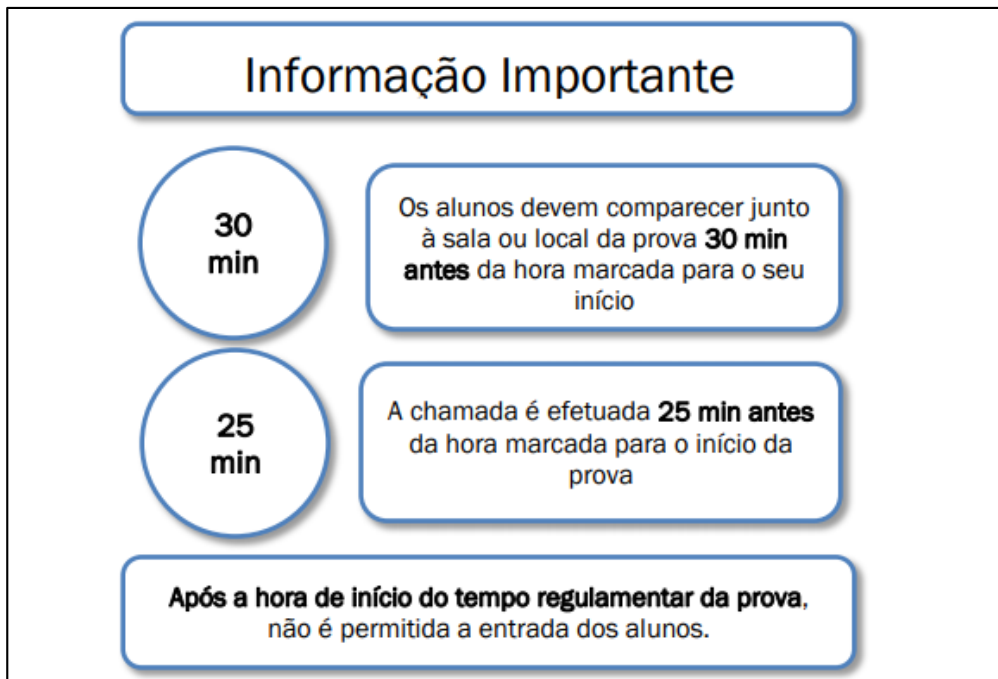 Informação Importante
30
min
Os alunos devem comparecer junto
à sala ou local da prova 30 min
antes da hora marcada para o seu
início
25
min
A chamada é efetuada 25 min antes
da hora marcada para o início da
prova
Após a hora de início do tempo regulamentar da prova,
não é permitida a entrada dos alunos.